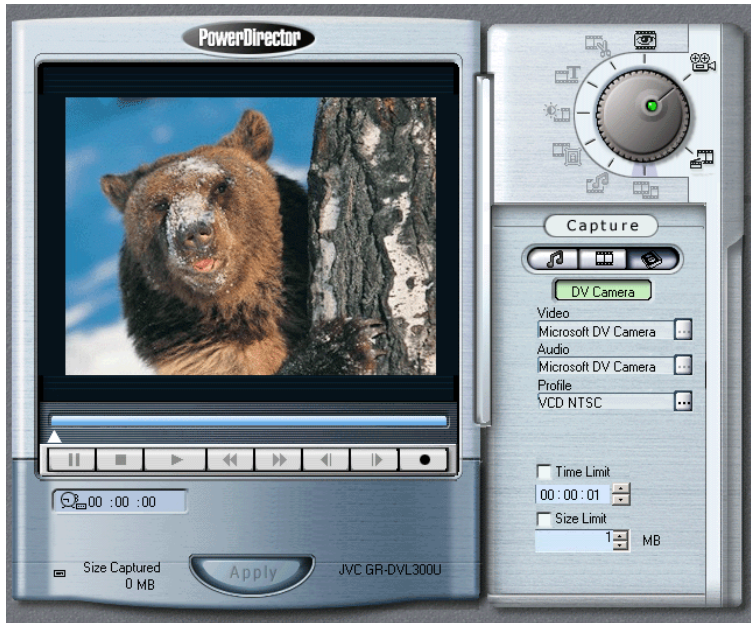 PowerDirector
Capture
DV Camera
Video
Microsoft DV Camera ...
Audio
Microsoft DV Camera ...
Profile
VCD NTSC ...
Time Limit
00:00:01
Size Limit
1 MB
00 :00 :00
Size Captured
0 MB
Apply
JVC GR-DVL300U